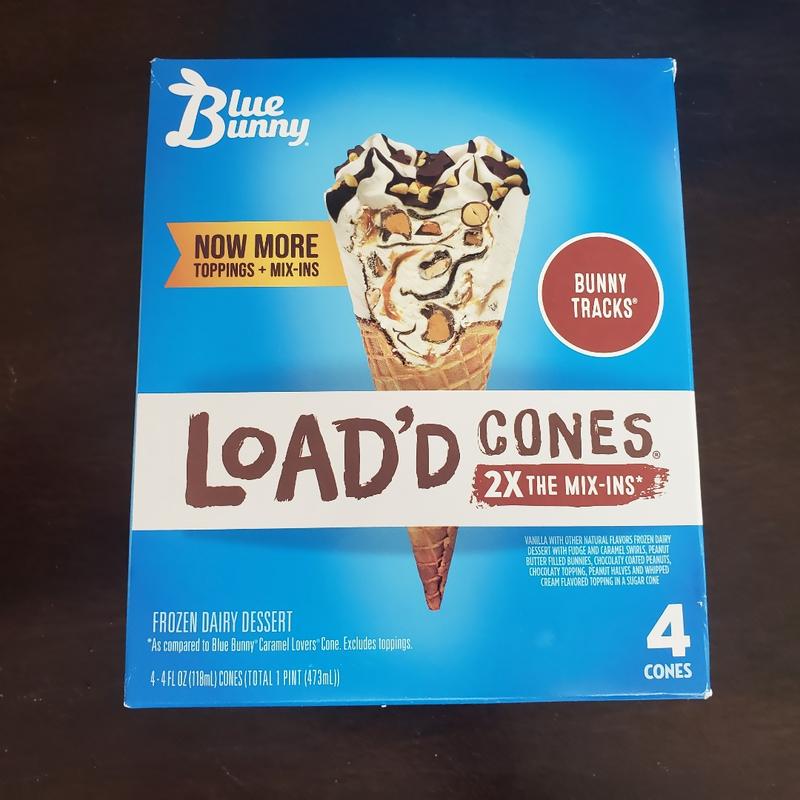 Blue
Bunny®
NOW MORE
TOPPINGS + MIX-INS
BUNNY
TRACKS®
LOAD'D CONES®
2X THE MIX-INS*
VANILLA WITH OTHER NATURAL FLAVORS FROZEN DAIRY
DESSERT WITH FUDGE AND CARAMEL SWIRLS, PEANUT
BUTTER FILLED BUNNIES, CHOCOLATY COATED PEANUTS,
CHOCOLATY TOPPING, PEANUT HALVES AND WHIPPED
CREAM FLAVORED TOPPING IN A SUGAR CONE
FROZEN DAIRY DESSERT
*As compared to Blue Bunny® Caramel Lovers® Cone. Excludes toppings.
4 - 4 FL OZ (118mL) CONES (TOTAL 1 PINT (473mL))
4
CONES